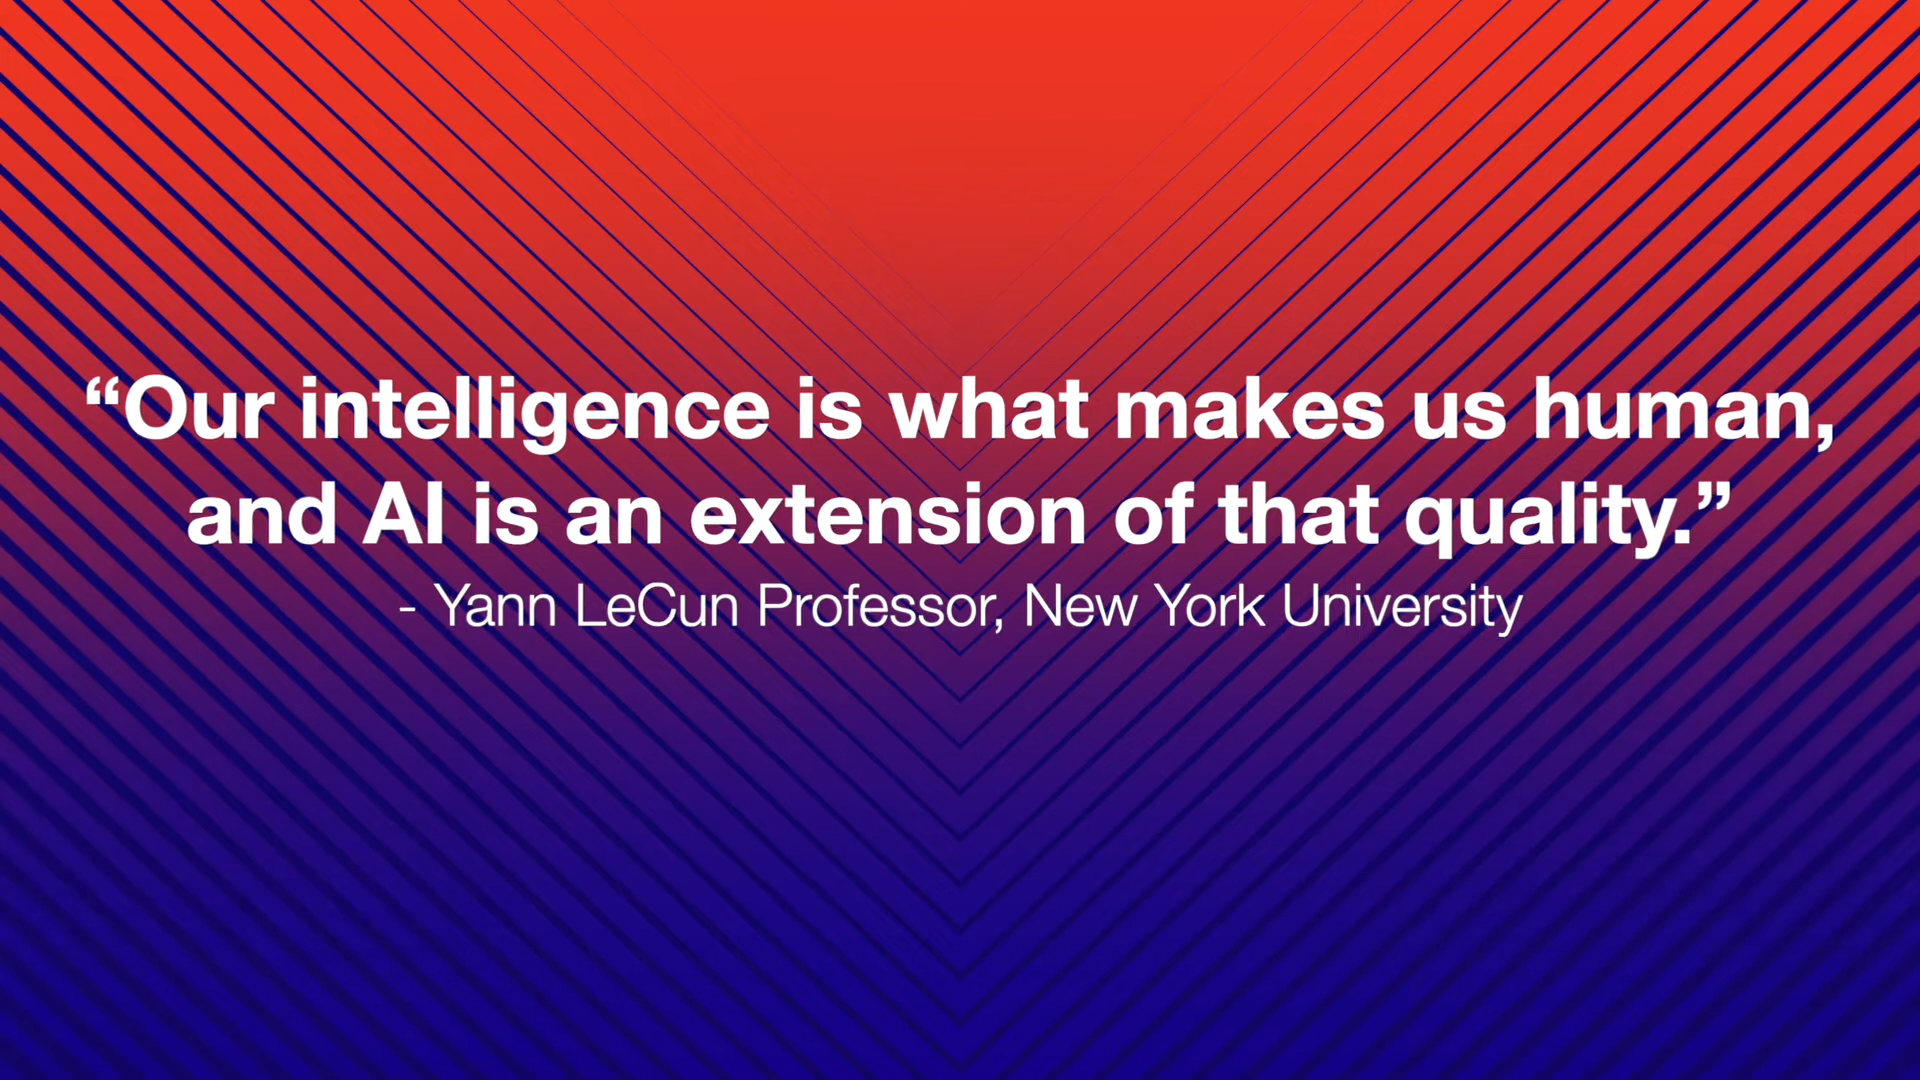 “Our intelligence is what makes us human,
and AI is an extension of that quality.”
- Yann LeCun Professor, New York University